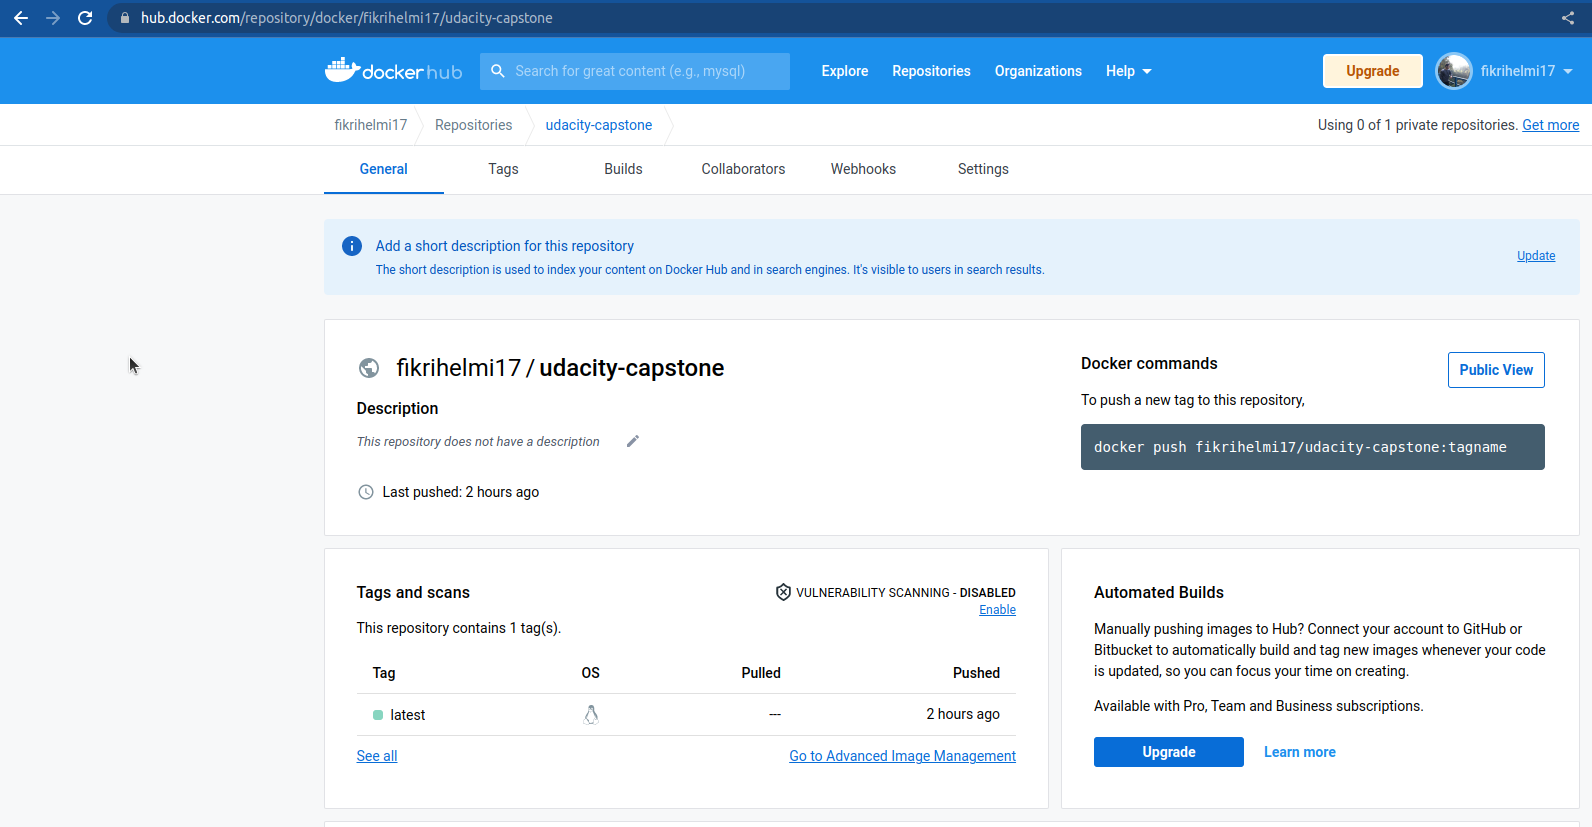 hub.docker.com/repository/docker/fikrihelmi17/udacity-capstone
docker hub
Search for great content (e.g., mysql)
Explore
Repositories
Organizations
Help
Upgrade
fikrihelmi17
fikrihelmi17
Repositories
udacity-capstone
Using 0 of 1 private repositories. Get more
General
Tags
Builds
Collaborators
Webhooks
Settings
Add a short description for this repository
The short description is used to index your content on Docker Hub and in search engines. It's visible to users in search results.
Update
fikrihelmi17 / udacity-capstone
Description
This repository does not have a description
Last pushed: 2 hours ago
Docker commands
Public View
To push a new tag to this repository,
docker push fikrihelmi17/udacity-capstone:tagname
Tags and scans
VULNERABILITY SCANNING - DISABLED
Enable
This repository contains 1 tag(s).
Tag OS Pulled Pushed
latest --- 2 hours ago
See all
Go to Advanced Image Management
Automated Builds
Manually pushing images to Hub? Connect your account to GitHub or
Bitbucket to automatically build and tag new images whenever your code
is updated, so you can focus your time on creating.
Available with Pro, Team and Business subscriptions.
Upgrade
Learn more